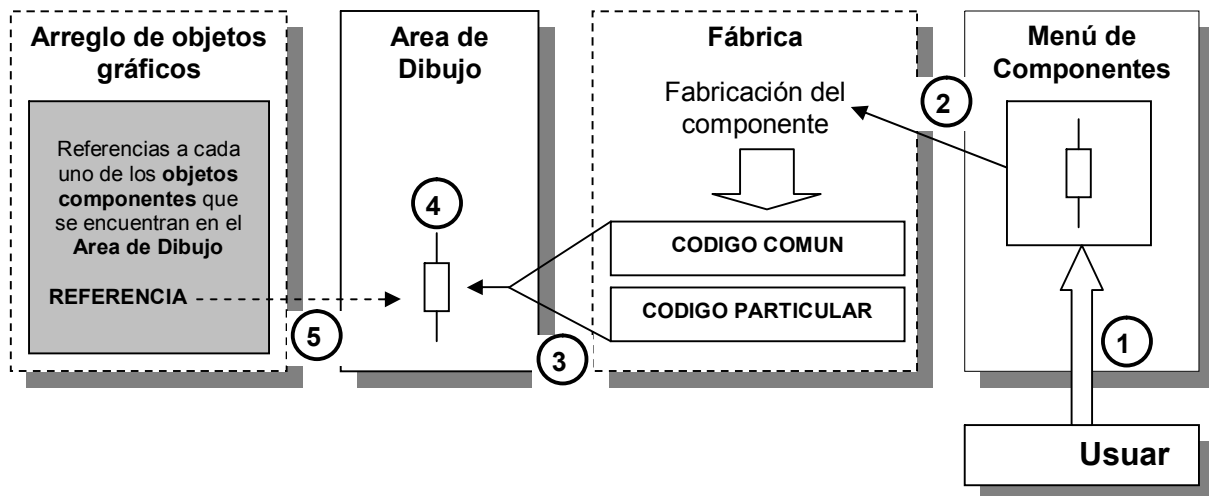 Arreglo de objetos
gráficos
Referencias a cada
uno de los objetos
componentes que
se encuentran en el
Area de Dibujo
REFERENCIA
5
Area de
Dibujo
4
3
Fábrica
Fabricación del
componente
CODIGO COMUN
CODIGO PARTICULAR
2
Menú de
Componentes
1
Usuar